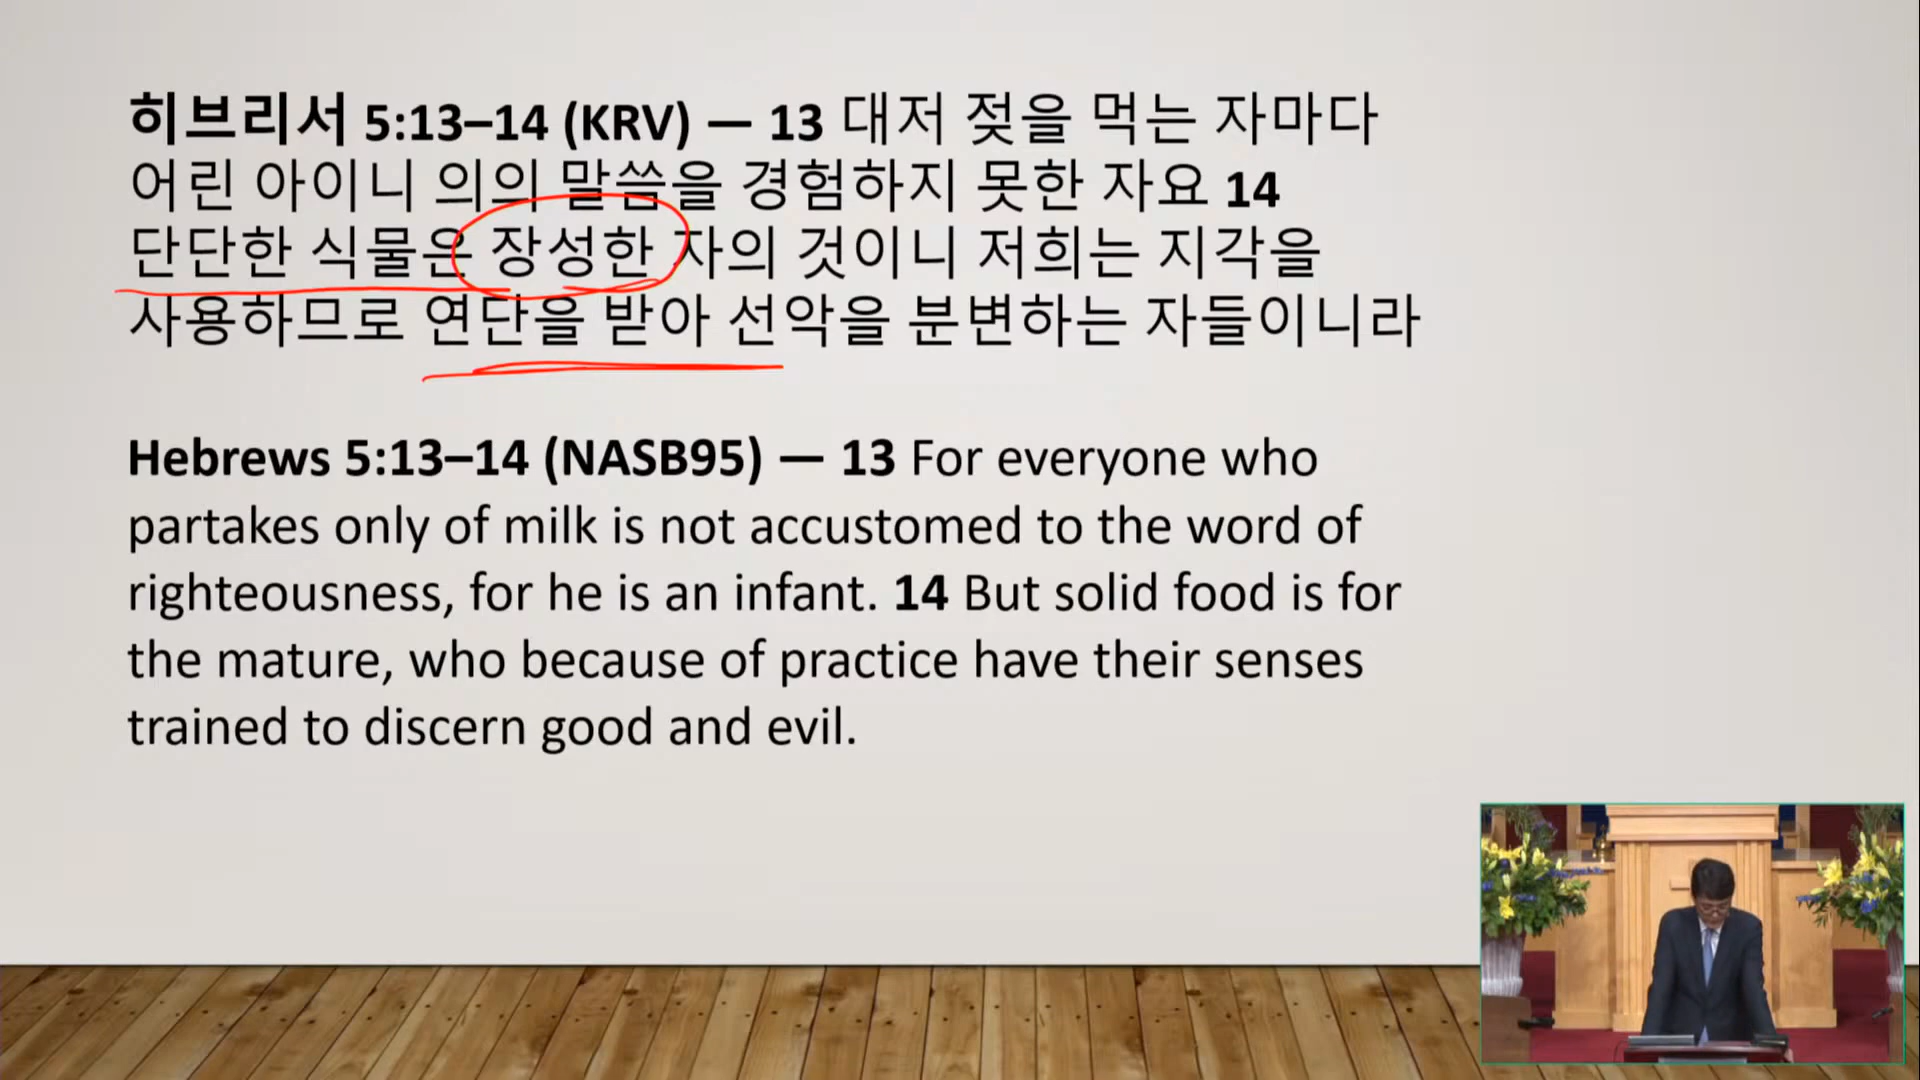 히브리서 5:13–14 (KRV) — 13 대저 젖을 먹는 자마다
어린 아이니 의의 말씀을 경험하지 못한 자요 14
단단한 식물은 장성한 자의 것이니 저희는 지각을
사용하므로 연단을 받아 선악을 분변하는 자들이니라
Hebrews 5:13–14 (NASB95) — 13 For everyone who
partakes only of milk is not accustomed to the word of
righteousness, for he is an infant. 14 But solid food is for
the mature, who because of practice have their senses
trained to discern good and evil.